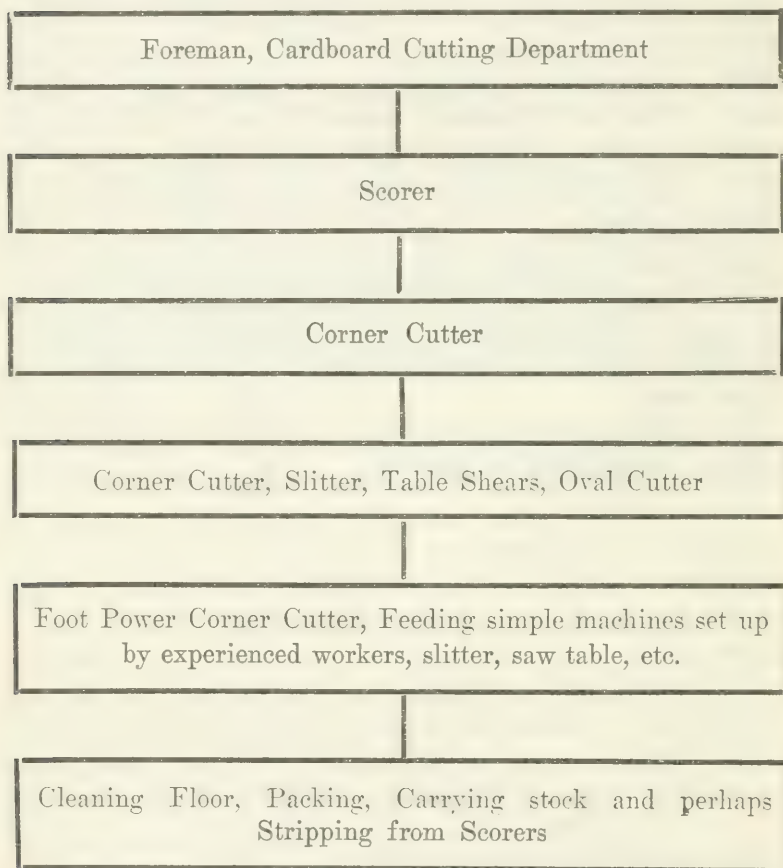 Foreman, Cardboard Cutting Department
Scorer
Corner Cutter
Corner Cutter, Slitter, Table Shears, Oval Cutter
Foot Power Corner Cutter, Feeding simple machines set up
by experienced workers, slitter, saw table, etc.
Cleaning Floor, Packing, Carrying stock and perhaps
Stripping from Scorers